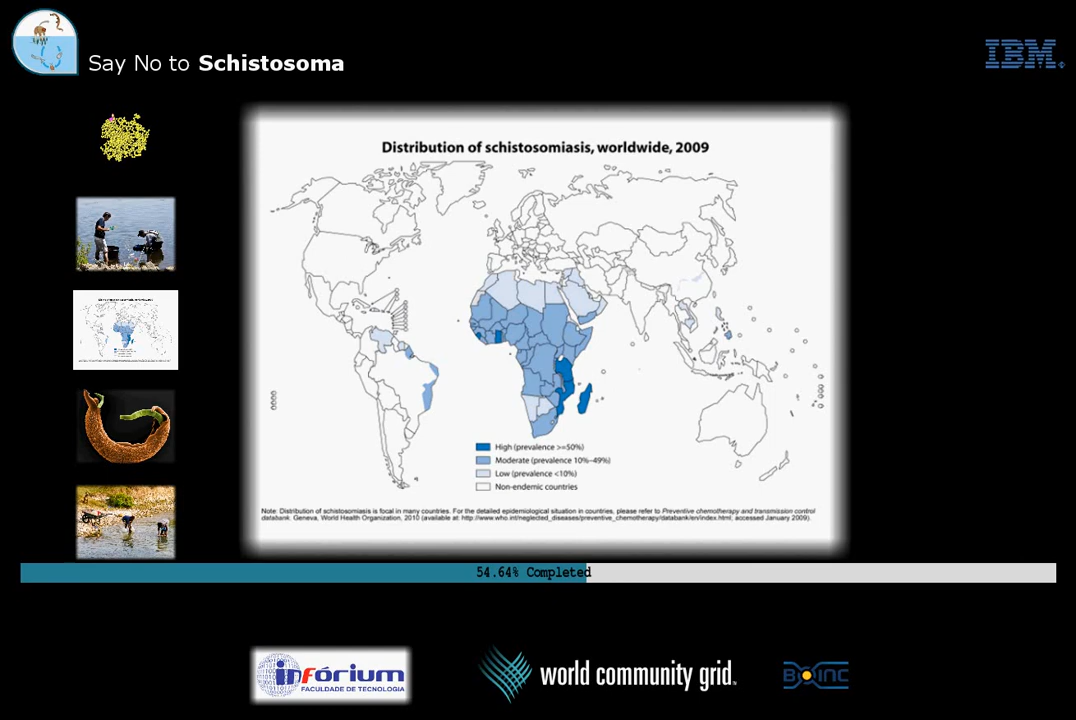 Say No to Schistosoma
IBM
Distribution of schistosomiasis, worldwide, 2009
High (prevalence >=50%)
Moderate (prevalence 10%–49%)
Low (prevalence <10%)
Non-endemic countries
Note: Distribution of schistosomiasis is focal in many countries. For the detailed epidemiological situation in countries, please refer to Preventive chemotherapy and transmission control
databank. Geneva, World Health Organization, 2010 (available at: http://www.who.int/neglected_diseases/preventive_chemotherapy/databank/en/index.html; accessed January 2009).
54.64% Completed
infórium
FACULDADE DE TECNOLOGIA
world community grid
BOINC